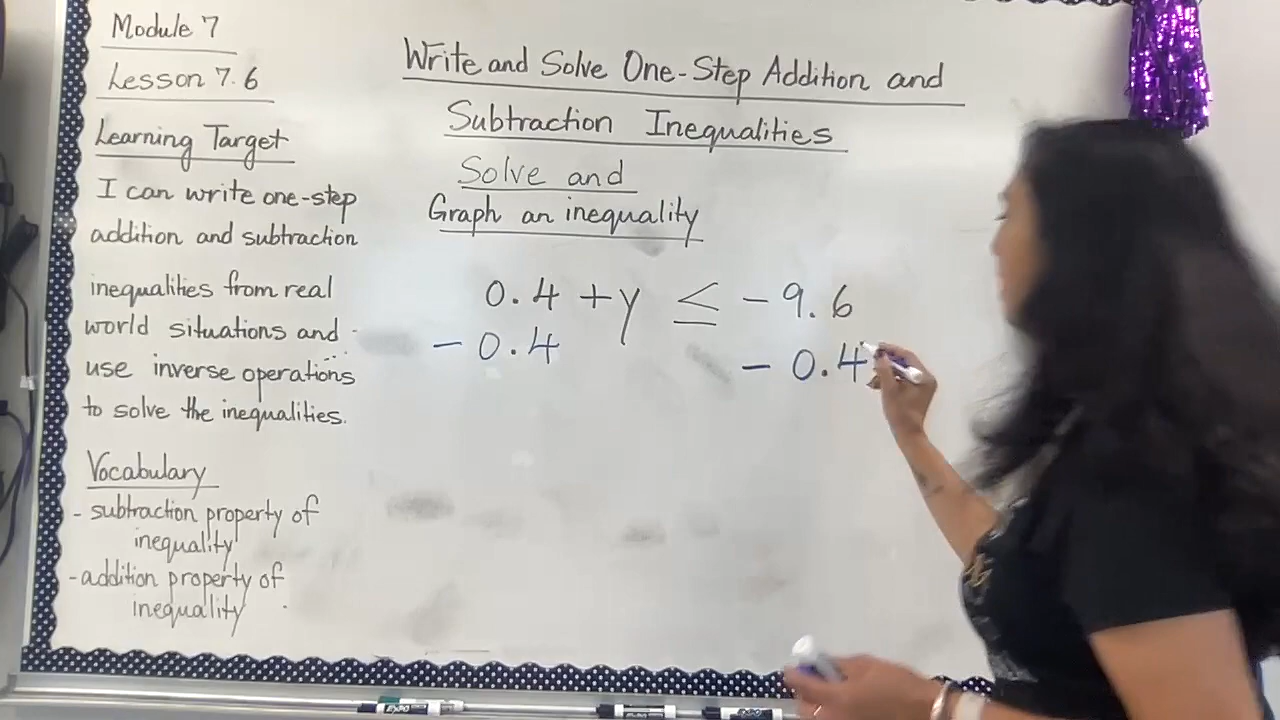 Module 7
Lesson 7.6
Learning Target
I can write one-step
addition and subtraction
inequalities from real
world situations and
use inverse operations
to solve the inequalities.
Vocabulary
- subtraction property of
inequality
- addition property of
inequality
Write and Solve One-Step Addition and
Subtraction Inequalities
Solve and
Graph an inequality
0.4 + y ≤ -9.6
- 0.4 - 0.4
EXPO
EXPO
EXPO